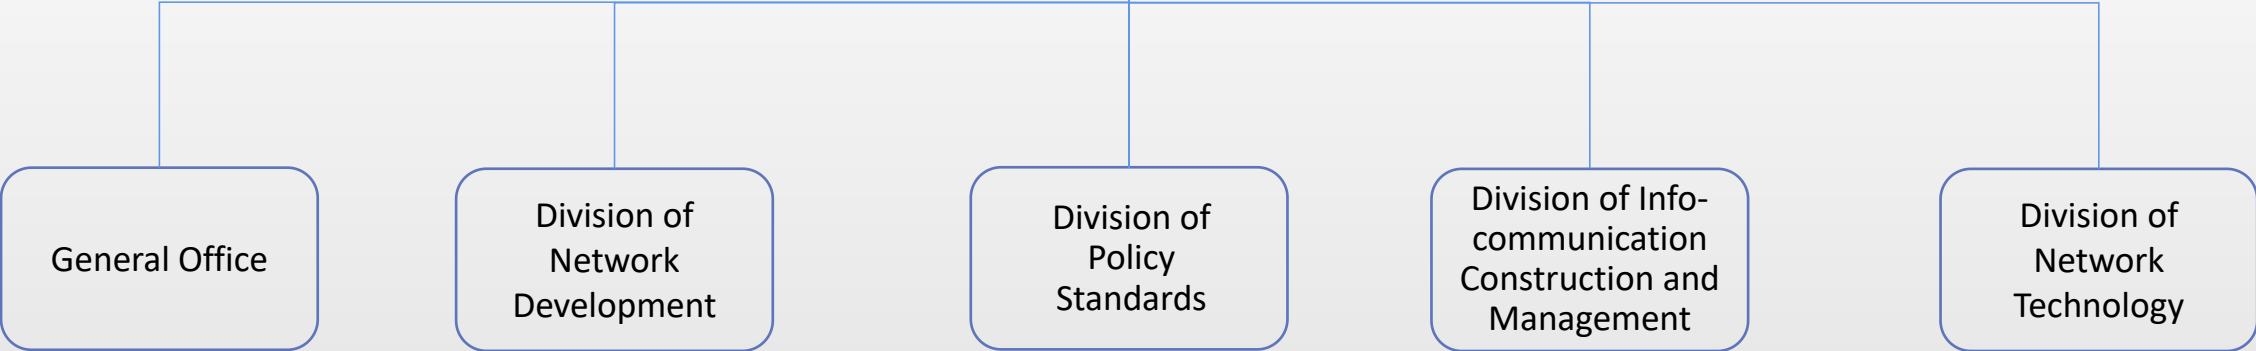 General Office
Division of
Network
Development
Division of
Policy
Standards
Division of Info-
communication
Construction and
Management
Division of
Network
Technology